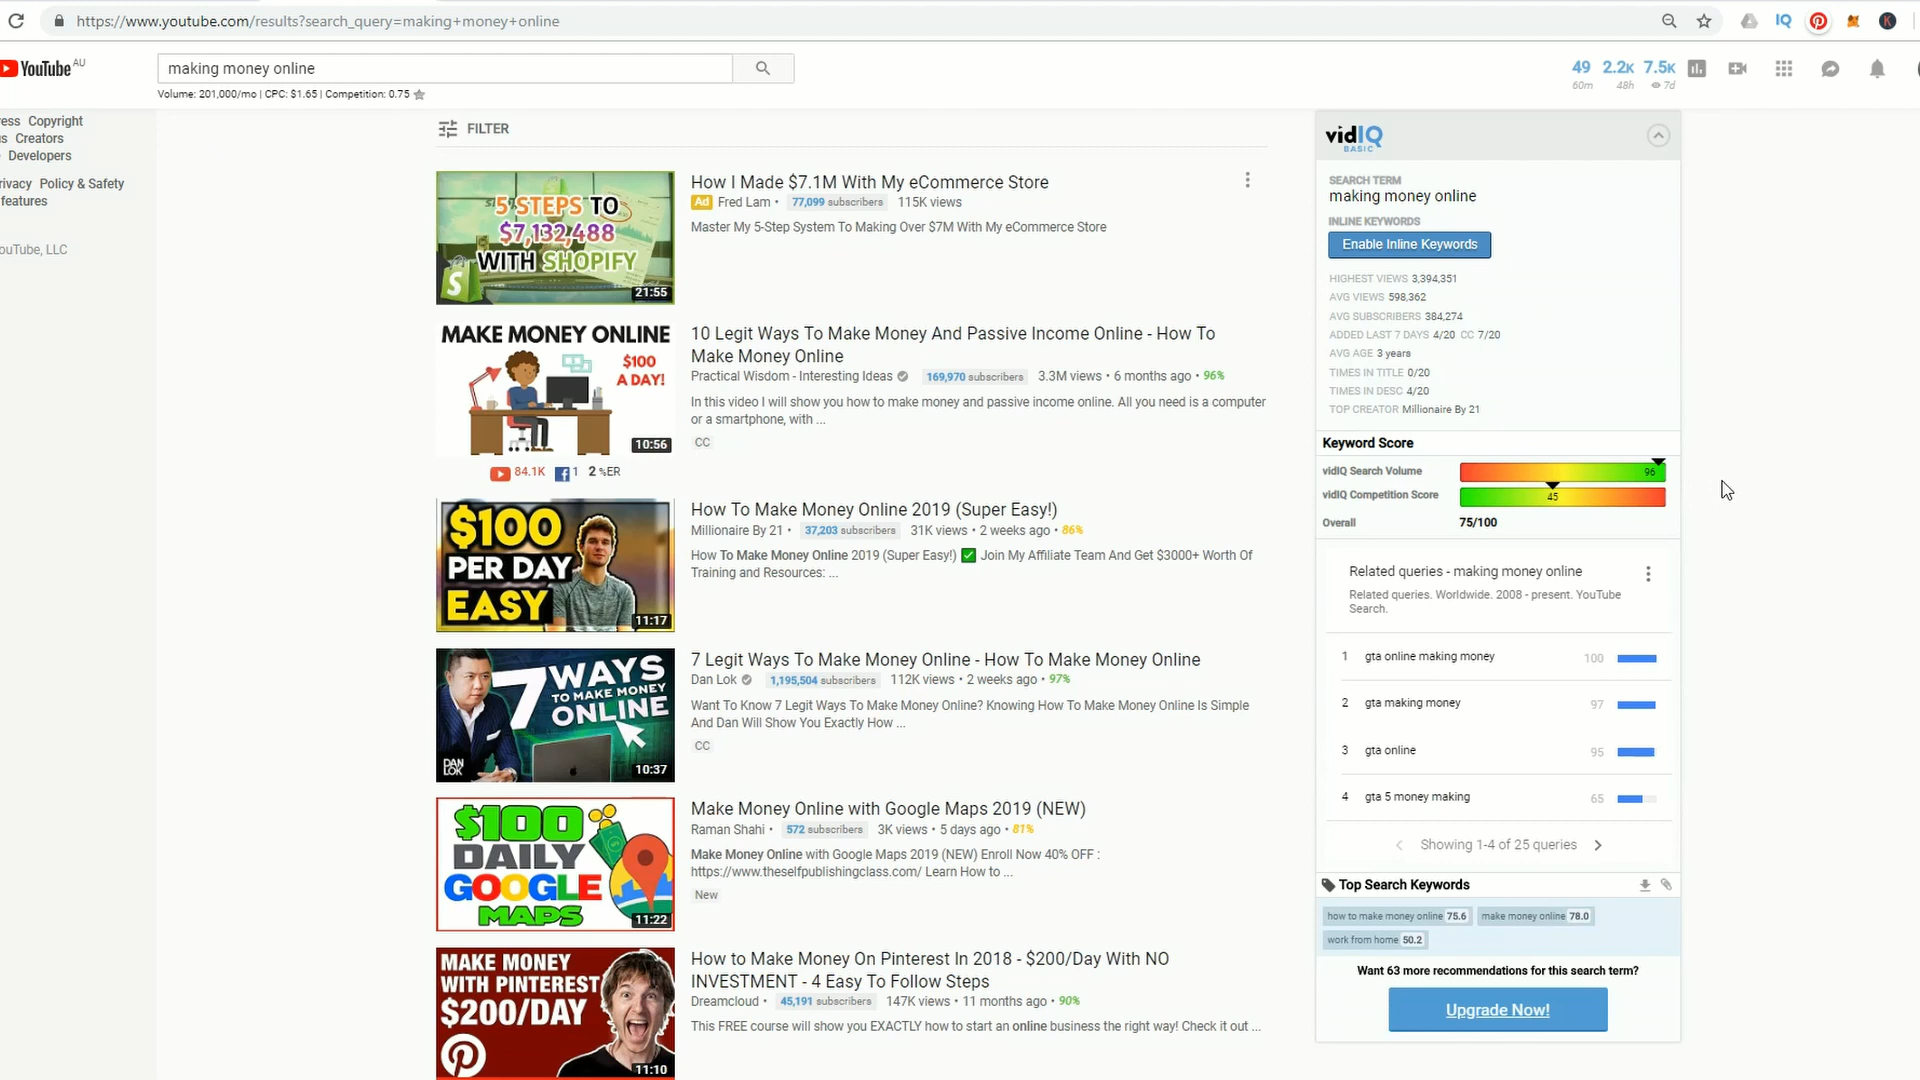 https://www.youtube.com/results?search_query=making+money+online
IQ
K
YouTube AU
making money online
49 2.2K 7.5K
60m 48h 7d
Volume: 201,000/mo | CPC: $1.65 | Competition: 0.75
ess Copyright
s Creators
Developers
rivacy Policy & Safety
features
ouTube, LLC
FILTER
5 STEPS TO
$7,132,488
WITH SHOPIFY
21:55
How I Made $7.1M With My eCommerce Store
Ad Fred Lam • 77,099 subscribers 115K views
Master My 5-Step System To Making Over $7M With My eCommerce Store
MAKE MONEY ONLINE
$100
A DAY!
10:56
84.1K 1 2 %ER
10 Legit Ways To Make Money And Passive Income Online - How To
Make Money Online
Practical Wisdom - Interesting Ideas 169,970 subscribers 3.3M views • 6 months ago • 96%
In this video I will show you how to make money and passive income online. All you need is a computer
or a smartphone, with ...
CC
$100
PER DAY
EASY
11:17
How To Make Money Online 2019 (Super Easy!)
Millionaire By 21 • 37,203 subscribers 31K views • 2 weeks ago • 86%
How To Make Money Online 2019 (Super Easy!) ✅ Join My Affiliate Team And Get $3000+ Worth Of
Training and Resources: ...
7 WAYS
TO MAKE MONEY
ONLINE
DAN
LOK
10:37
7 Legit Ways To Make Money Online - How To Make Money Online
Dan Lok 1,195,504 subscribers 112K views • 2 weeks ago • 97%
Want To Know 7 Legit Ways To Make Money Online? Knowing How To Make Money Online Is Simple
And Dan Will Show You Exactly How ...
CC
$100
DAILY
GOOGLE
MAPS
11:22
Make Money Online with Google Maps 2019 (NEW)
Raman Shahi • 572 subscribers 3K views • 5 days ago • 81%
Make Money Online with Google Maps 2019 (NEW) Enroll Now 40% OFF :
https://www.theselfpublishingclass.com/ Learn How to ...
New
MAKE MONEY
WITH PINTEREST
$200/DAY
11:10
How to Make Money On Pinterest In 2018 - $200/Day With NO
INVESTMENT - 4 Easy To Follow Steps
Dreamcloud • 45,191 subscribers 147K views • 11 months ago • 90%
This FREE course will show you EXACTLY how to start an online business the right way! Check it out ...
vidIQ
BASIC
SEARCH TERM
making money online
INLINE KEYWORDS
Enable Inline Keywords
HIGHEST VIEWS 3,394,351
AVG VIEWS 598,362
AVG SUBSCRIBERS 384,274
ADDED LAST 7 DAYS 4/20 CC 7/20
AVG AGE 3 years
TIMES IN TITLE 0/20
TIMES IN DESC 4/20
TOP CREATOR Millionaire By 21
Keyword Score
vidIQ Search Volume 96
vidIQ Competition Score 45
Overall 75/100
Related queries - making money online
Related queries. Worldwide. 2008 - present. YouTube
Search.
1 gta online making money 100
2 gta making money 97
3 gta online 95
4 gta 5 money making 65
Showing 1-4 of 25 queries
Top Search Keywords
how to make money online 75.6 make money online 78.0
work from home 50.2
Want 63 more recommendations for this search term?
Upgrade Now!